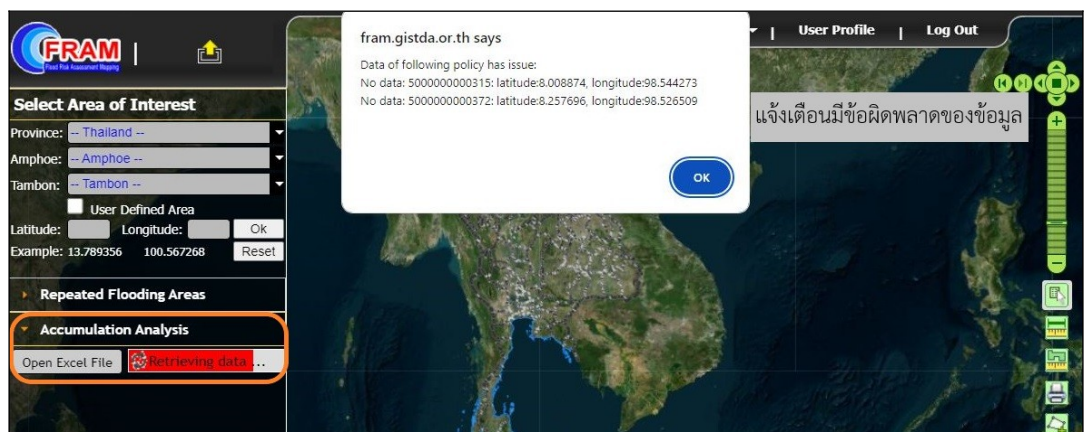 FRAM
Flood Risk Assessment Mapping
|
| User Profile | Log Out
fram.gistda.or.th says
Data of following policy has issue:
No data: 5000000000315: latitude:8.008874, longitude:98.544273
No data: 5000000000372: latitude:8.257696, longitude:98.526509
OK
แจ้งเตือนมีข้อผิดพลาดของข้อมูล
Select Area of Interest
Province: -- Thailand --
Amphoe: -- Amphoe --
Tambon: -- Tambon --
User Defined Area
Latitude: Longitude: Ok
Example: 13.789356 100.567268 Reset
Repeated Flooding Areas
Accumulation Analysis
Open Excel File Retrieving data ...